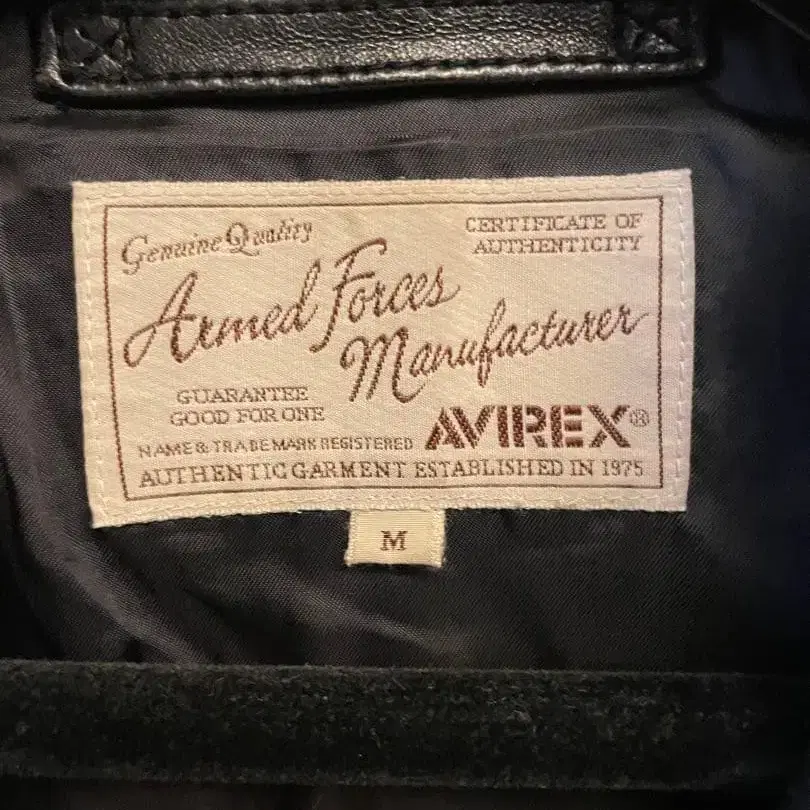 Genuine Quality
CERTIFICATE OF
AUTHENTICITY
Armed Forces
Manufacturer
GUARANTEE
GOOD FOR ONE
AVIREX®
NAME & TRADEMARK REGISTERED
AUTHENTIC GARMENT ESTABLISHED IN 1975
M